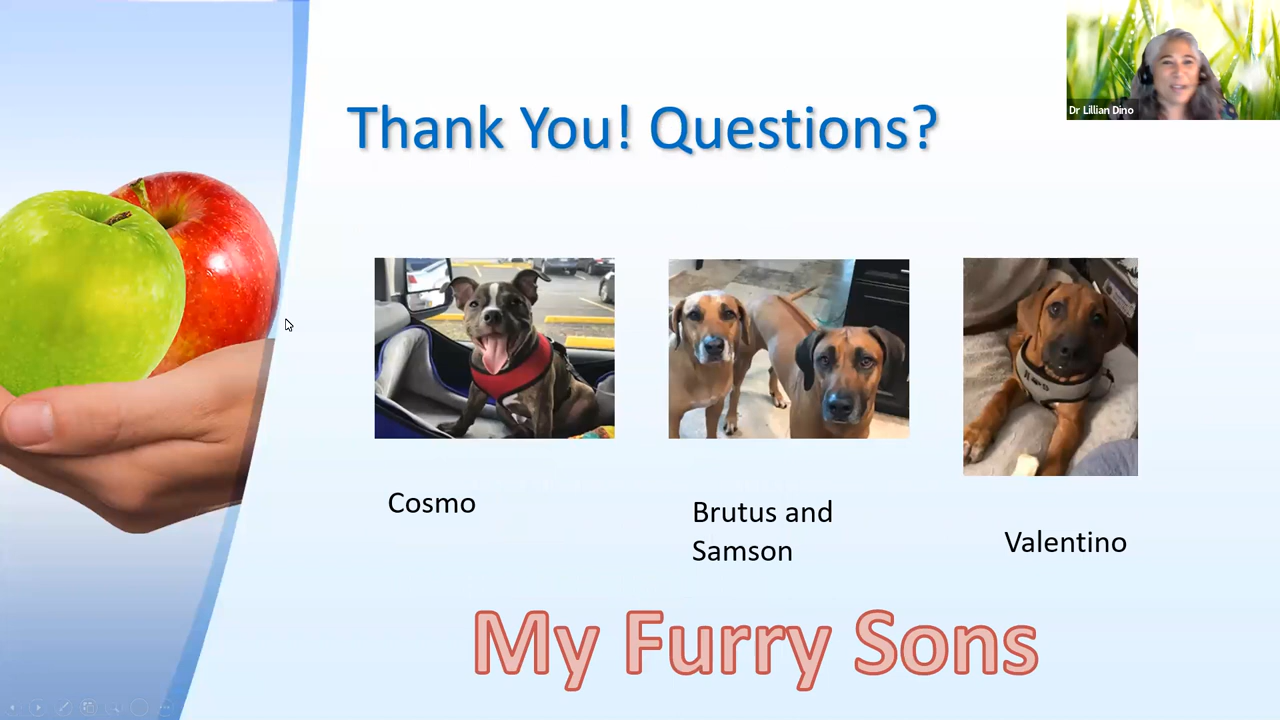 Dr Lillian Dino
Thank You! Questions?
Cosmo
Brutus and
Samson
Valentino
My Furry Sons